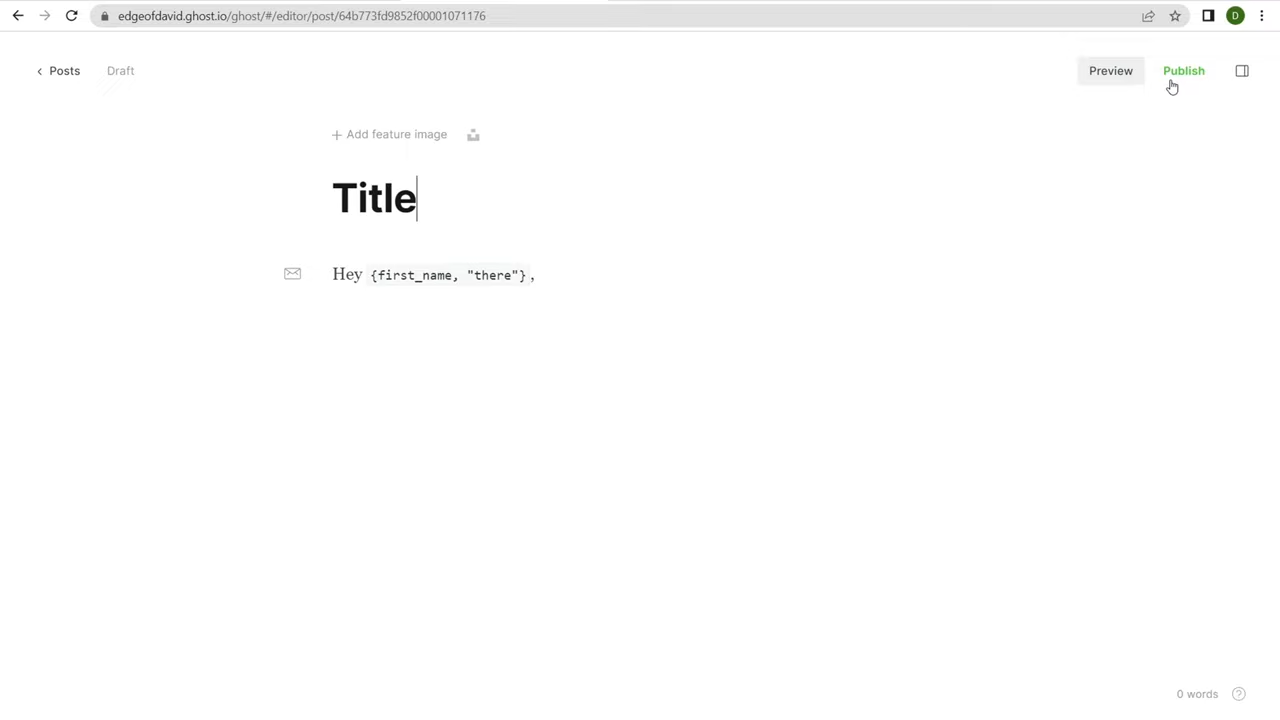 edgeofdavid.ghost.io/ghost/#/editor/post/64b773fd9852f00001071176
D
Posts Draft Preview Publish
+ Add feature image
Title
Hey {first_name, "there"} ,
0 words ?